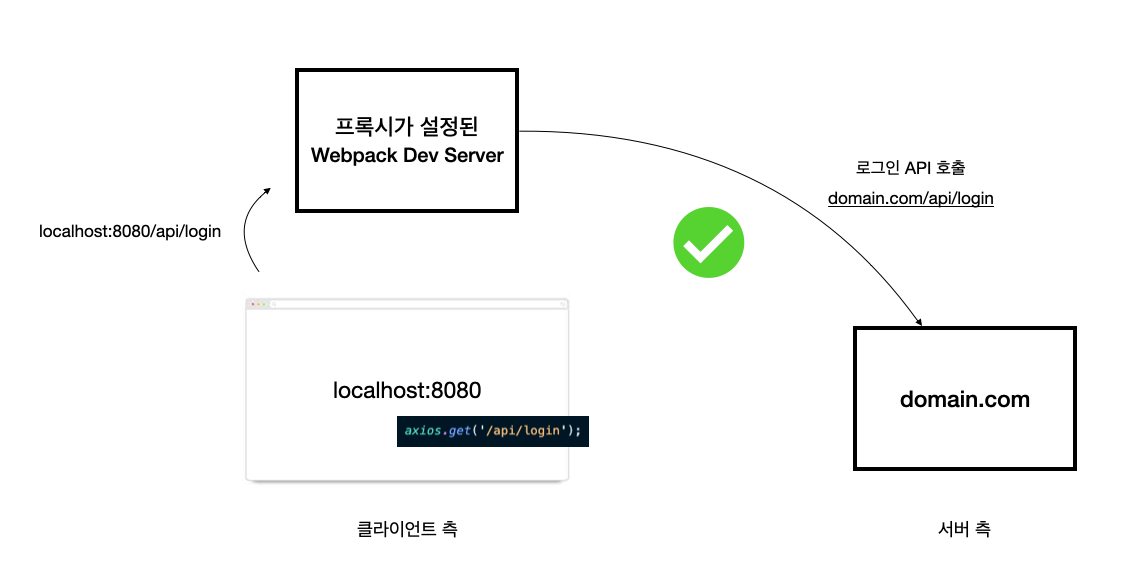 프록시가 설정된
Webpack Dev Server
로그인 API 호출
domain.com/api/login
localhost:8080/api/login
localhost:8080
axios.get('/api/login');
domain.com
클라이언트 측
서버 측